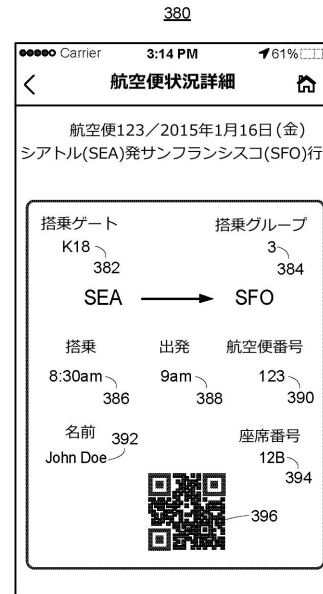 380
Carrier 3:14 PM 61%
航空便状況詳細
航空便123／2015年1月16日(金)
シアトル(SEA)発サンフランシスコ(SFO)行
搭乗ゲート 搭乗グループ
K18 3
382 384
SEA SFO
搭乗 出発 航空便番号
8:30am 9am 123
386 388 390
名前 392 座席番号
John Doe 12B
394
396